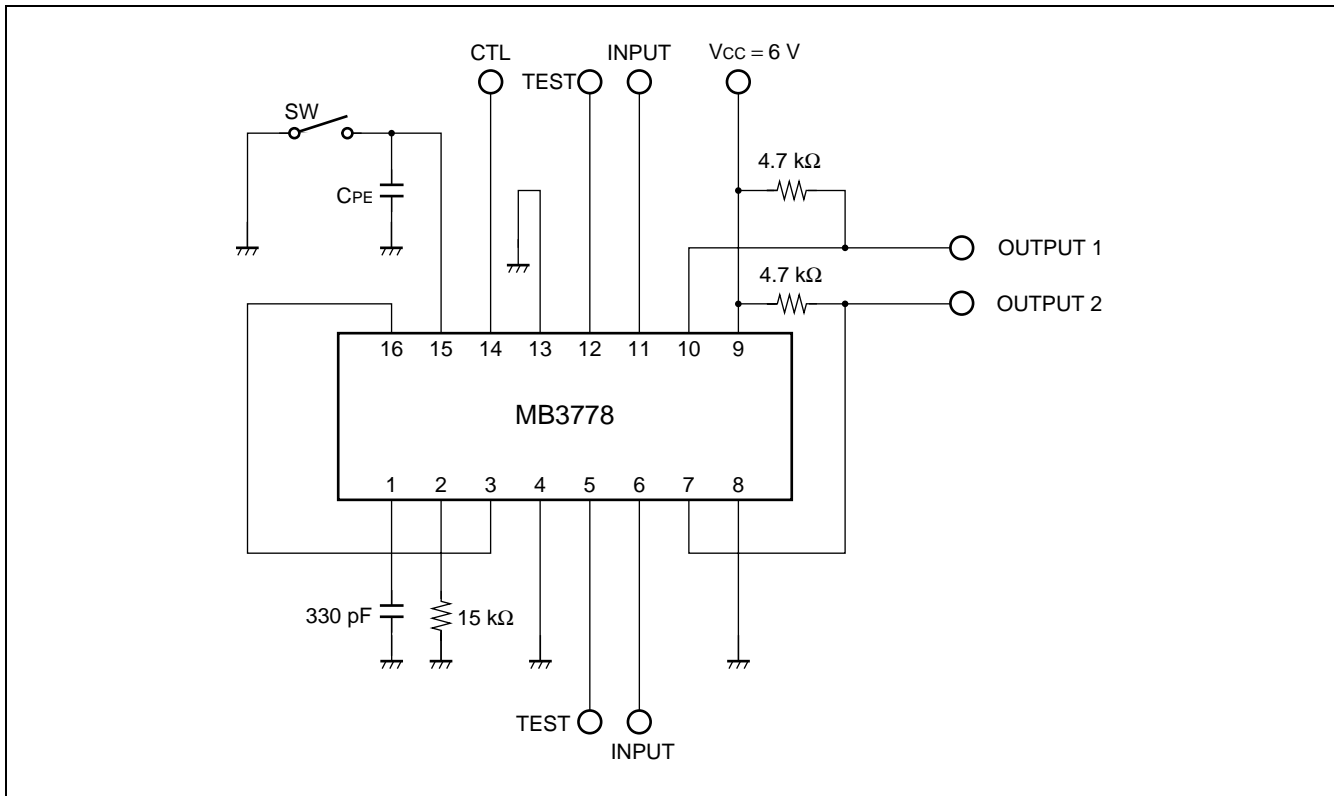 CTL
TEST
INPUT
VCC = 6 V
SW
4.7 kΩ
CPE
OUTPUT 1
4.7 kΩ
OUTPUT 2
16 15 14 13 12 11 10 9
MB3778
1 2 3 4 5 6 7 8
330 pF
15 kΩ
TEST
INPUT